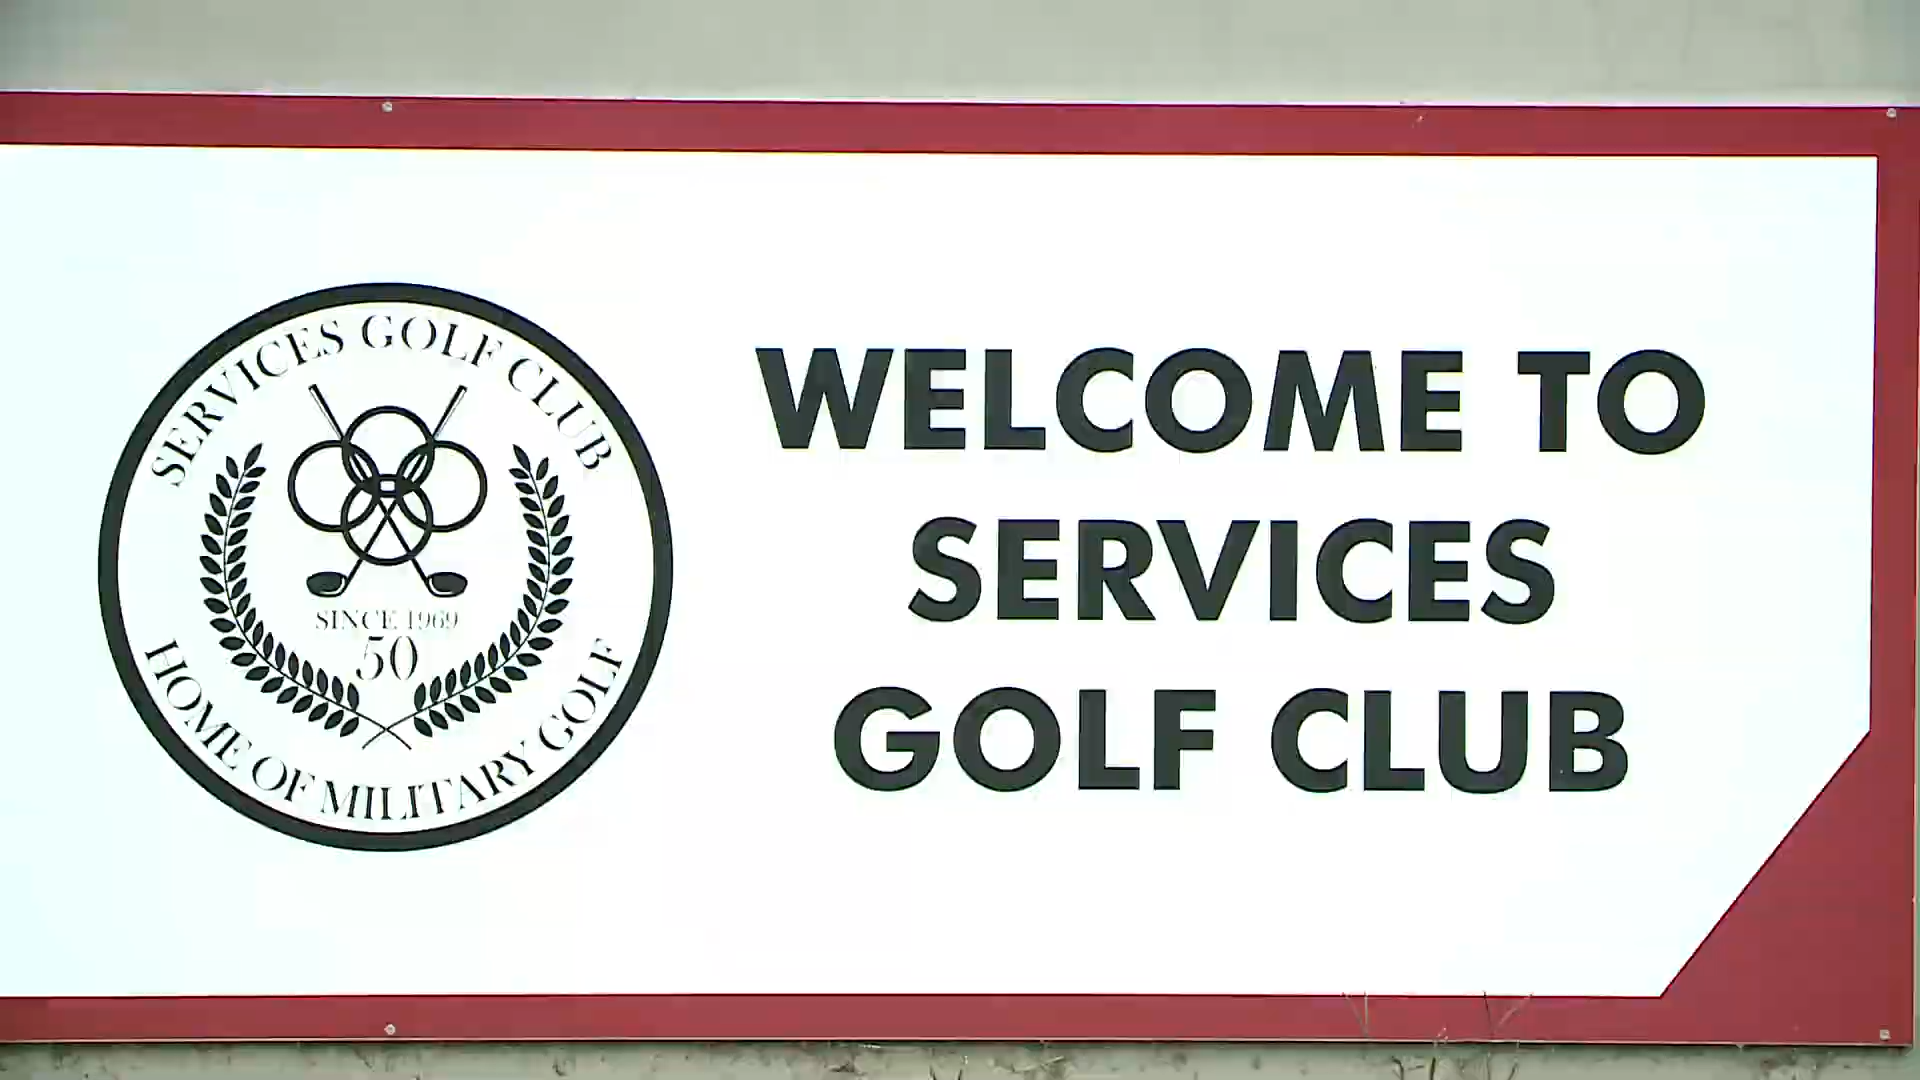 SERVICES GOLF CLUB
SINCE 1969
50
HOME OF MILITARY GOLF
WELCOME TO
SERVICES
GOLF CLUB